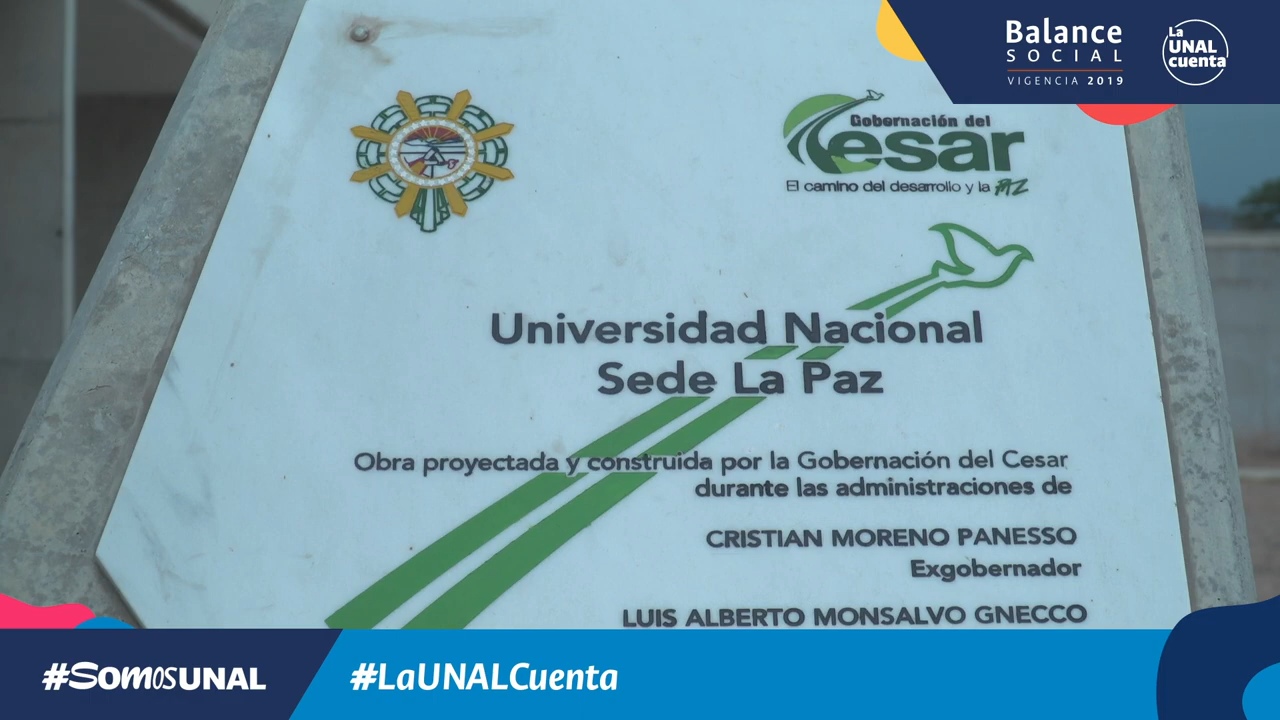 Balance
SOCIAL
VIGENCIA 2019
La
UNAL
cuenta
Gobernación del
Cesar
El camino del desarrollo y la PAZ
Universidad Nacional
Sede La Paz
Obra proyectada y construida por la Gobernación del Cesar
durante las administraciones de
CRISTIAN MORENO PANESSO
Exgobernador
LUIS ALBERTO MONSALVO GNECCO
#SomosUNAL
#LaUNALCuenta